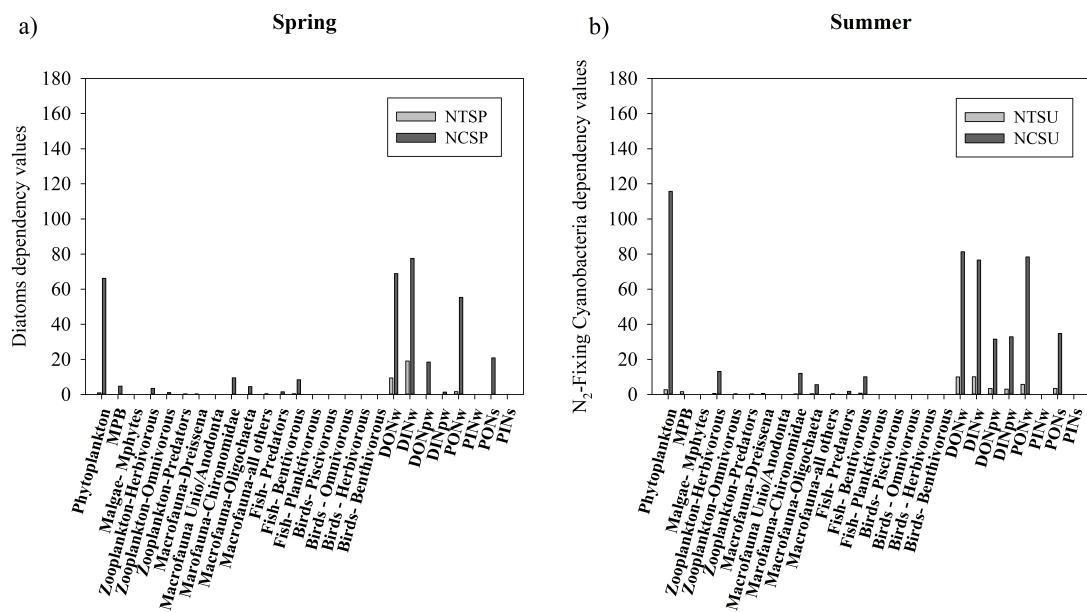 a)
Spring
Diatoms dependency values
180
160
140
120
100
80
60
40
20
0
NTSP
NCSP
Phytoplankton
MPB
Malgae- Mphytes
Zooplankton-Herbivorous
Zooplankton-Omnivorous
Zooplankton-Predators
Macrofauna-Dreissena
Macrofauna Unio/Anodonta
Macrofauna-Chironomidae
Marofauna-Oligochaeta
Macrofauna-all others
Macrofauna-Predators
Fish- Predators
Fish- Bentivorous
Fish- Planktivorous
Birds- Piscivorous
Birds - Omnivorous
Birds - Herbivorous
Birds- Benthivorous
DONw
DINw
DONpw
DINpw
PONw
PINw
PONs
PINs
b)
Summer
N2-Fixing Cyanobacteria dependency values
180
160
140
120
100
80
60
40
20
0
NTSU
NCSU
Phytoplankton
MPB
Malgae- Mphytes
Zooplankton-Herbivorous
Zooplankton-Omnivorous
Zooplankton-Predators
Macrofauna-Dreissena
Macrofauna Unio/Anodonta
Macrofauna-Chironomidae
Marofauna-Oligochaeta
Macrofauna-all others
Macrofauna-Predators
Fish- Predators
Fish- Bentivorous
Fish- Planktivorous
Birds- Piscivorous
Birds - Omnivorous
Birds - Herbivorous
Birds- Benthivorous
DONw
DINw
DONpw
DINpw
PONw
PINw
PONs
PINs